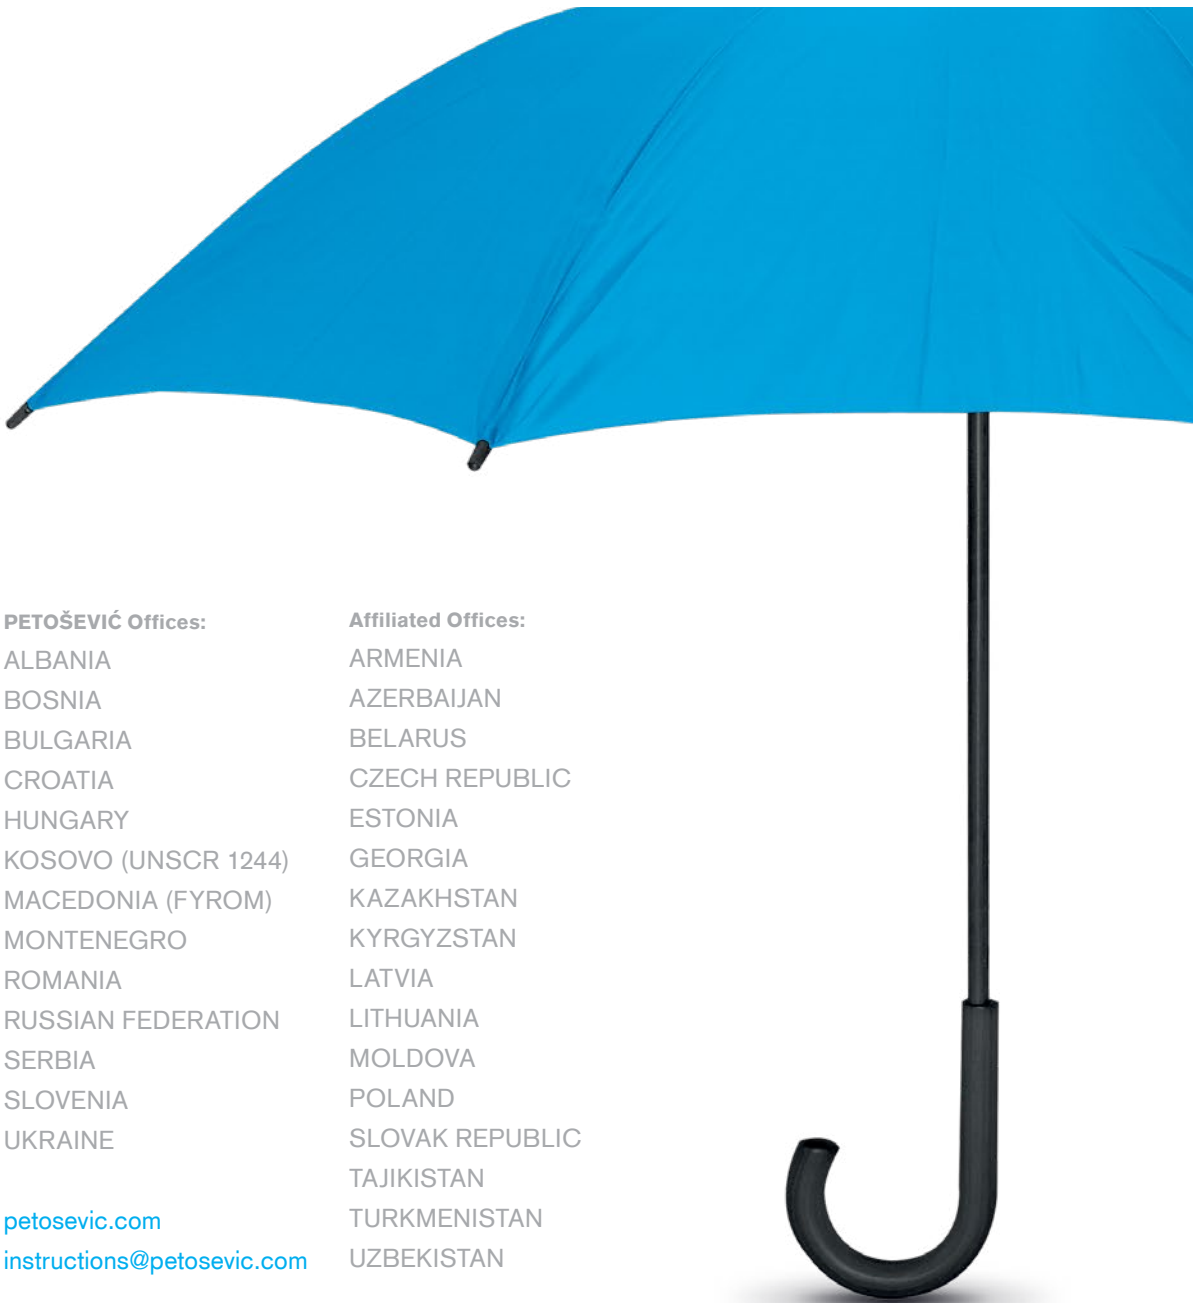 PETOŠEVIĆ Offices:
ALBANIA
BOSNIA
BULGARIA
CROATIA
HUNGARY
KOSOVO (UNSCR 1244)
MACEDONIA (FYROM)
MONTENEGRO
ROMANIA
RUSSIAN FEDERATION
SERBIA
SLOVENIA
UKRAINE
petosevic.com
instructions@petosevic.com
Affiliated Offices:
ARMENIA
AZERBAIJAN
BELARUS
CZECH REPUBLIC
ESTONIA
GEORGIA
KAZAKHSTAN
KYRGYZSTAN
LATVIA
LITHUANIA
MOLDOVA
POLAND
SLOVAK REPUBLIC
TAJIKISTAN
TURKMENISTAN
UZBEKISTAN